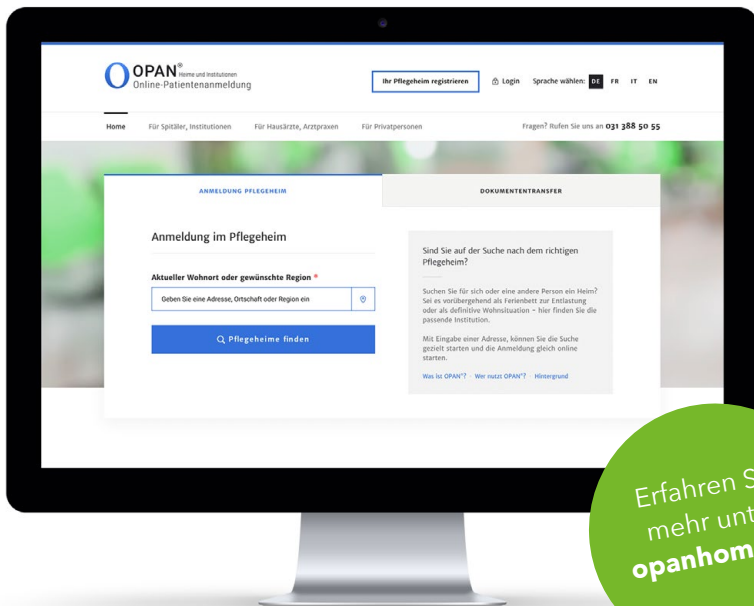 OPAN® Heime und Institutionen
Online-Patientenanmeldung
Ihr Pflegeheim registrieren
Login
Sprache wählen: DE FR IT EN
Home
Für Spitäler, Institutionen
Für Hausärzte, Arztpraxen
Für Privatpersonen
Fragen? Rufen Sie uns an 031 388 50 55
ANMELDUNG PFLEGEHEIM
DOKUMENTENTRANSFER
Anmeldung im Pflegeheim
Aktueller Wohnort oder gewünschte Region *
Geben Sie eine Adresse, Ortschaft oder Region ein
Pflegeheime finden
Sind Sie auf der Suche nach dem richtigen
Pflegeheim?
Suchen Sie für sich oder eine andere Person ein Heim?
Sei es vorübergehend als Ferienbett zur Entlastung
oder als definitive Wohnsituation – hier finden Sie die
passende Institution.
Mit Eingabe einer Adresse, können Sie die Suche
gezielt starten und die Anmeldung gleich online
starten.
Was ist OPAN®? · Wer nutzt OPAN®? · Hintergrund
Erfahren S
mehr unt
opanhom